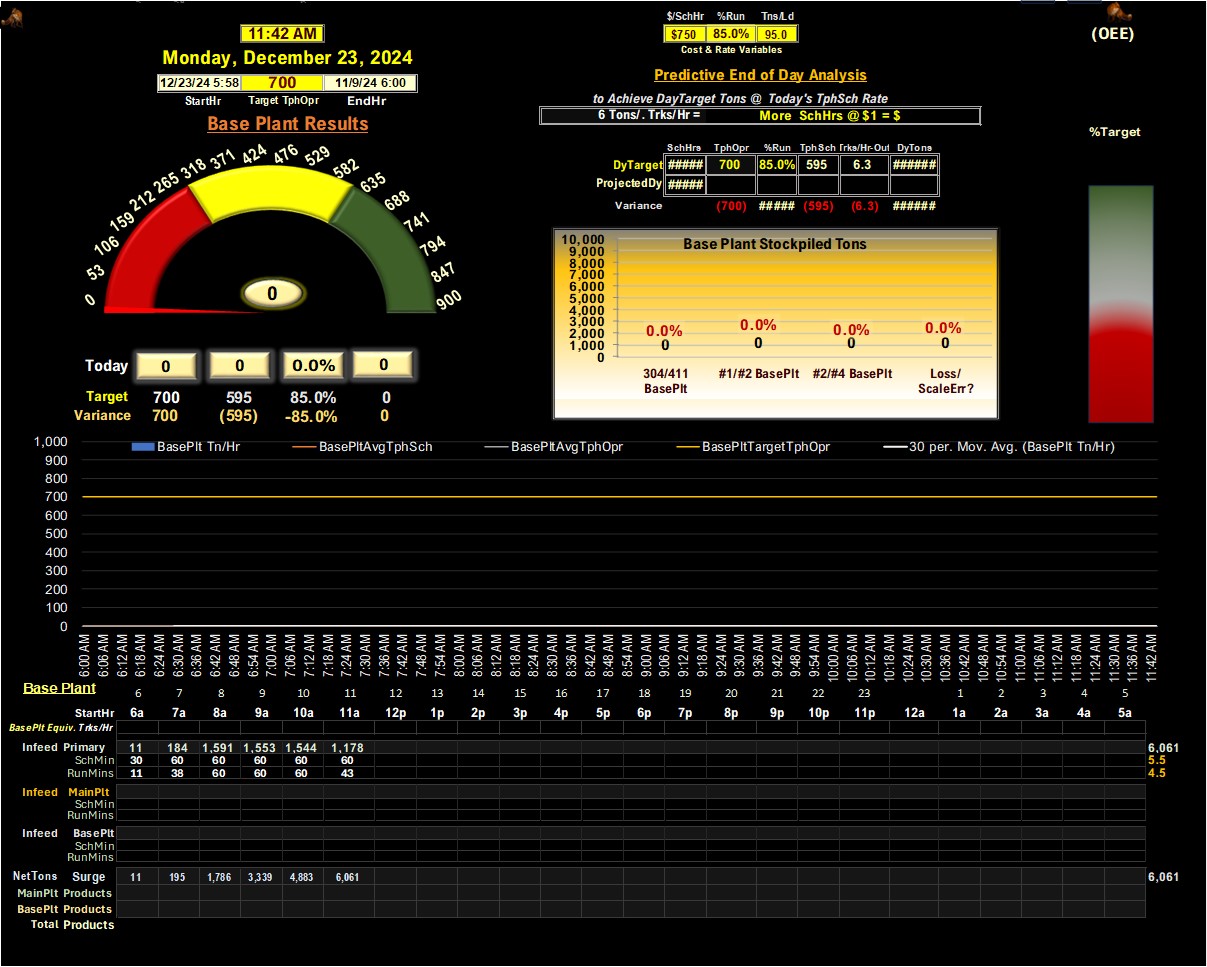 11:42 AM
Monday, December 23, 2024
12/23/24 5:58 700 11/9/24 6:00
StartHr Target TphOpr EndHr
Base Plant Results
0 53 106 159 212 265 318 371 424 476 529 582 635 688 741 794 847 900
0
Today 0 0 0.0% 0
Target 700 595 85.0% 0
Variance 700 (595) -85.0% 0
$/SchHr %Run Tns/Ld
$750 85.0% 95.0
Cost & Rate Variables
Predictive End of Day Analysis
to Achieve DayTarget Tons @ Today's TphSch Rate
6 Tons/. Trks/Hr = More SchHrs @ $1 = $
SchHrs TphOpr %Run TphSch Trks/Hr-Out DyTons
DyTarget ##### 700 85.0% 595 6.3 ######
ProjectedDy #####
Variance (700) ##### (595) (6.3) ######
Base Plant Stockpiled Tons
10,000
9,000
8,000
7,000
6,000
5,000
4,000
3,000
2,000
1,000
0
0.0% 0.0% 0.0% 0.0%
0 0 0 0
304/411 BasePlt #1/#2 BasePlt #2/#4 BasePlt Loss/ ScaleErr?
(OEE)
%Target
BasePlt Tn/Hr BasePltAvgTphSch BasePltAvgTphOpr BasePltTargetTphOpr 30 per. Mov. Avg. (BasePlt Tn/Hr)
1,000
900
800
700
600
500
400
300
200
100
0
6:00 AM 6:06 AM 6:12 AM 6:18 AM 6:24 AM 6:30 AM 6:36 AM 6:42 AM 6:48 AM 6:54 AM 7:00 AM 7:06 AM 7:12 AM 7:18 AM 7:24 AM 7:30 AM 7:36 AM 7:42 AM 7:48 AM 7:54 AM 8:00 AM 8:06 AM 8:12 AM 8:18 AM 8:24 AM 8:30 AM 8:36 AM 8:42 AM 8:48 AM 8:54 AM 9:00 AM 9:06 AM 9:12 AM 9:18 AM 9:24 AM 9:30 AM 9:36 AM 9:42 AM 9:48 AM 9:54 AM 10:00 AM 10:06 AM 10:12 AM 10:18 AM 10:24 AM 10:30 AM 10:36 AM 10:42 AM 10:48 AM 10:54 AM 11:00 AM 11:06 AM 11:12 AM 11:18 AM 11:24 AM 11:30 AM 11:36 AM 11:42 AM
Base Plant 6 7 8 9 10 11 12 13 14 15 16 17 18 19 20 21 22 23 1 2 3 4 5
StartHr 6a 7a 8a 9a 10a 11a 12p 1p 2p 3p 4p 5p 6p 7p 8p 9p 10p 11p 12a 1a 2a 3a 4a 5a
BasePlt Equiv. Trks/Hr
Infeed Primary 11 184 1,591 1,553 1,544 1,178 6,061
SchMin 30 60 60 60 60 60 5.5
RunMins 11 38 60 60 60 43 4.5
Infeed MainPlt
SchMin
RunMins
Infeed BasePlt
SchMin
RunMins
NetTons Surge 11 195 1,786 3,339 4,883 6,061 6,061
MainPlt Products
BasePlt Products
Total Products